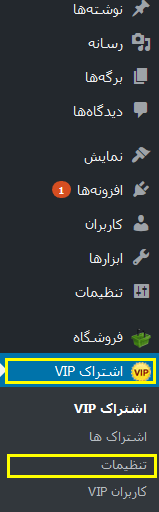 نوشته‌ها
رسانه
برگه‌ها
دیدگاه‌ها
نمایش
افزونه‌ها 1
کاربران
ابزارها
تنظیمات
فروشگاه
اشتراک VIP
اشتراک VIP
اشتراک ها
تنظیمات
کاربران VIP